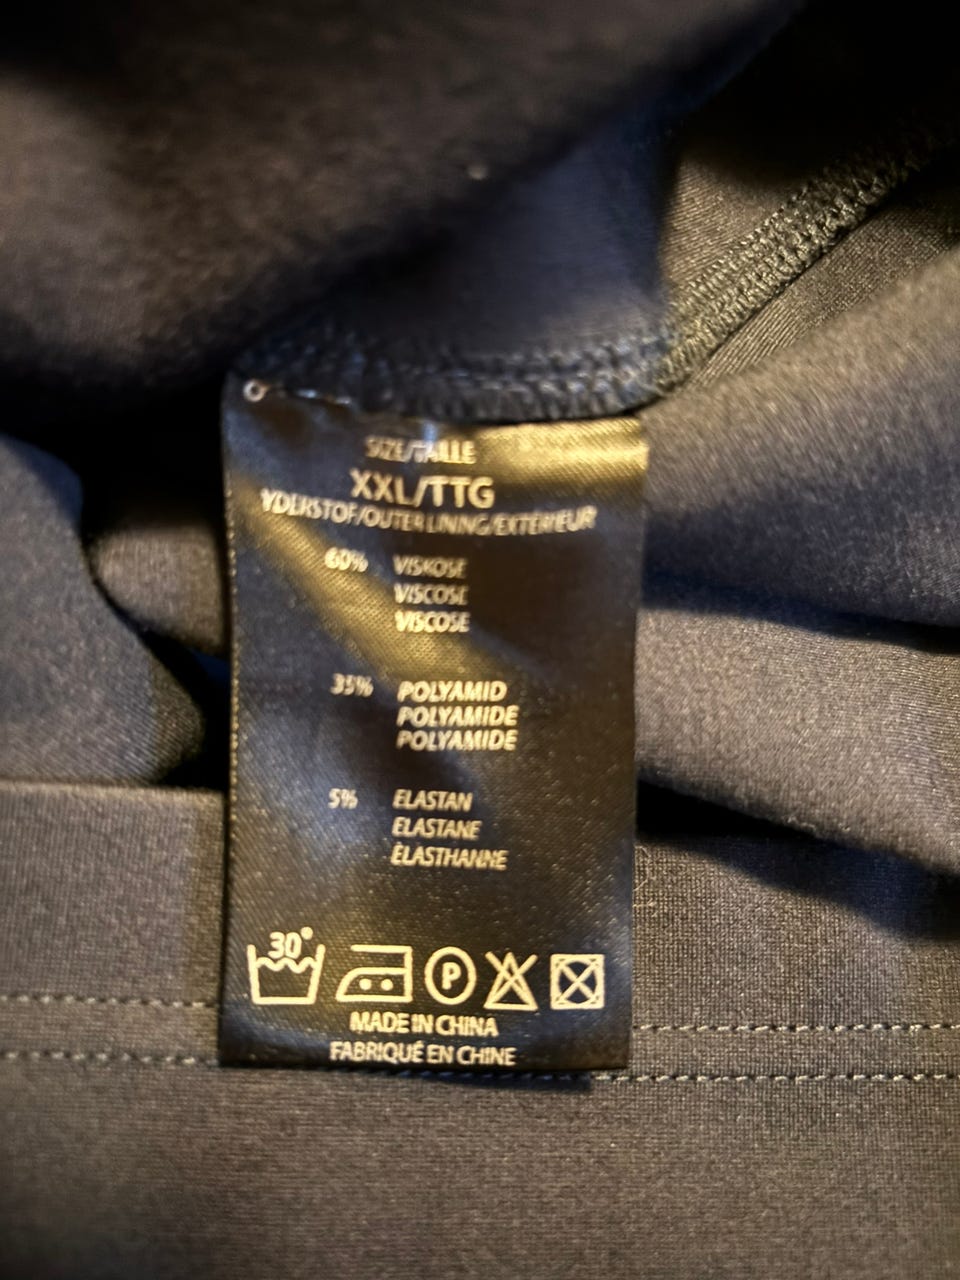 SIZE/TAILLE
XXL/TTG
YDERSTOF/OUTER LINING/EXTÉRIEUR
60% VISKOSE
VISCOSE
VISCOSE
35% POLYAMID
POLYAMIDE
POLYAMIDE
5% ELASTAN
ELASTANE
ÉLASTHANNE
30°
P
MADE IN CHINA
FABRIQUÉ EN CHINE